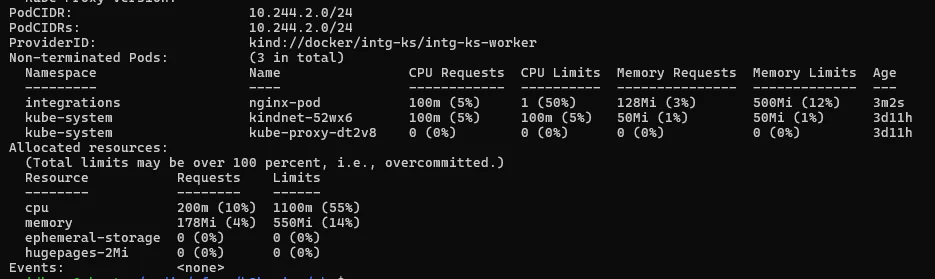 PodCIDR:                      10.244.2.0/24
PodCIDRs:                     10.244.2.0/24
ProviderID:                   kind://docker/intg-ks/intg-ks-worker
Non-terminated Pods:          (3 in total)
  Namespace                   Name                CPU Requests  CPU Limits  Memory Requests  Memory Limits  Age
  ---------                   ----                ------------  ----------  ---------------  -------------  ---
  integrations                nginx-pod           100m (5%)     1 (50%)     128Mi (3%)       500Mi (12%)    3m2s
  kube-system                 kindnet-52wx6       100m (5%)     100m (5%)   50Mi (1%)        50Mi (1%)      3d11h
  kube-system                 kube-proxy-dt2v8    0 (0%)        0 (0%)      0 (0%)           0 (0%)         3d11h
Allocated resources:
  (Total limits may be over 100 percent, i.e., overcommitted.)
  Resource           Requests    Limits
  --------           --------    ------
  cpu                200m (10%)  1100m (55%)
  memory             178Mi (4%)  550Mi (14%)
  ephemeral-storage  0 (0%)      0 (0%)
  hugepages-2Mi      0 (0%)      0 (0%)
Events:              <none>